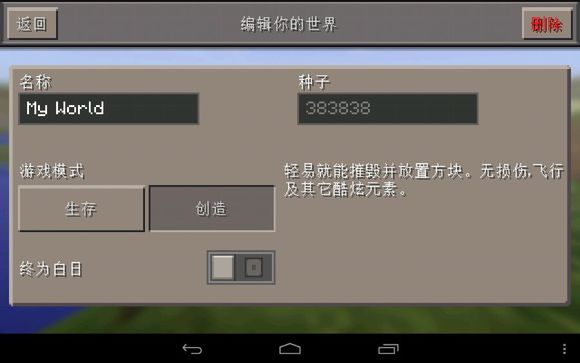 返回
编辑你的世界
删除
名称
种子
My World
383838
游戏模式
轻易就能摧毁并放置方块。无损伤,飞行
及其它酷炫元素。
生存
创造
终为白日